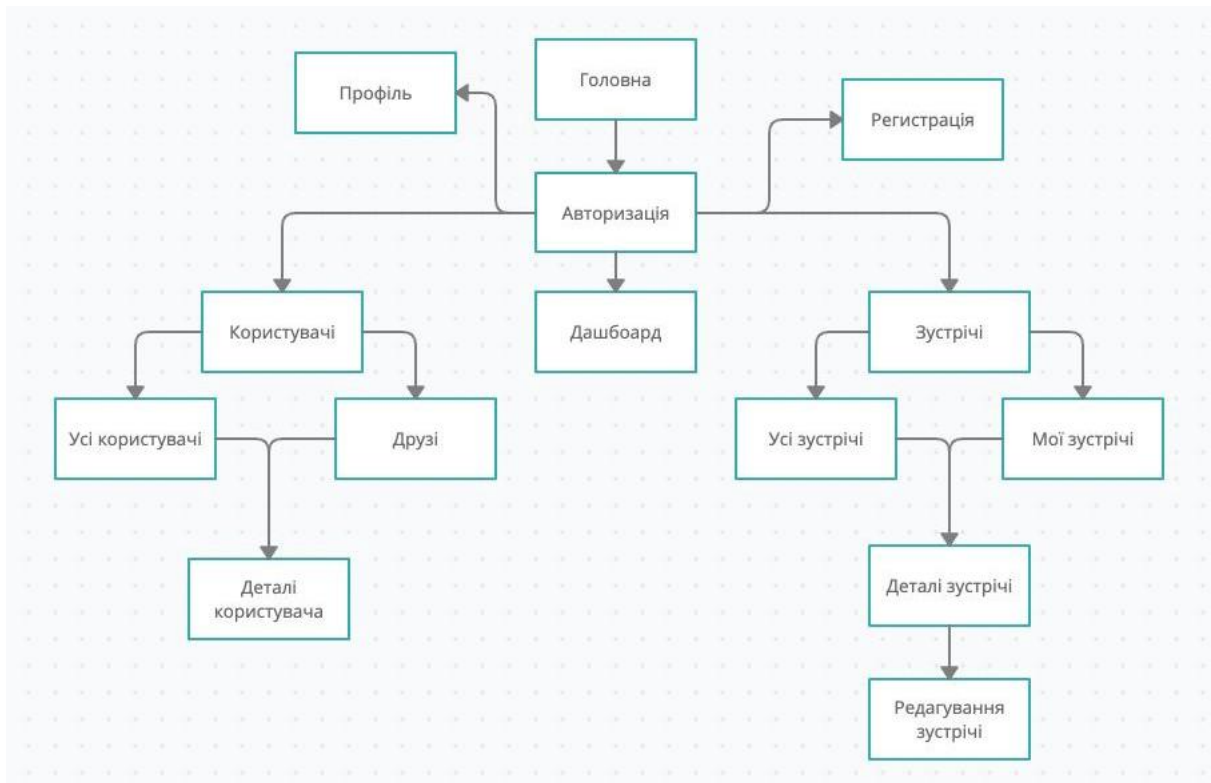 Головна
Профіль
Регистрація
Авторизація
Користувачі
Дашбоард
Зустрічі
Усі користувачі
Друзі
Усі зустрічі
Мої зустрічі
Деталі
користувача
Деталі зустрічі
Редагування
зустрічі